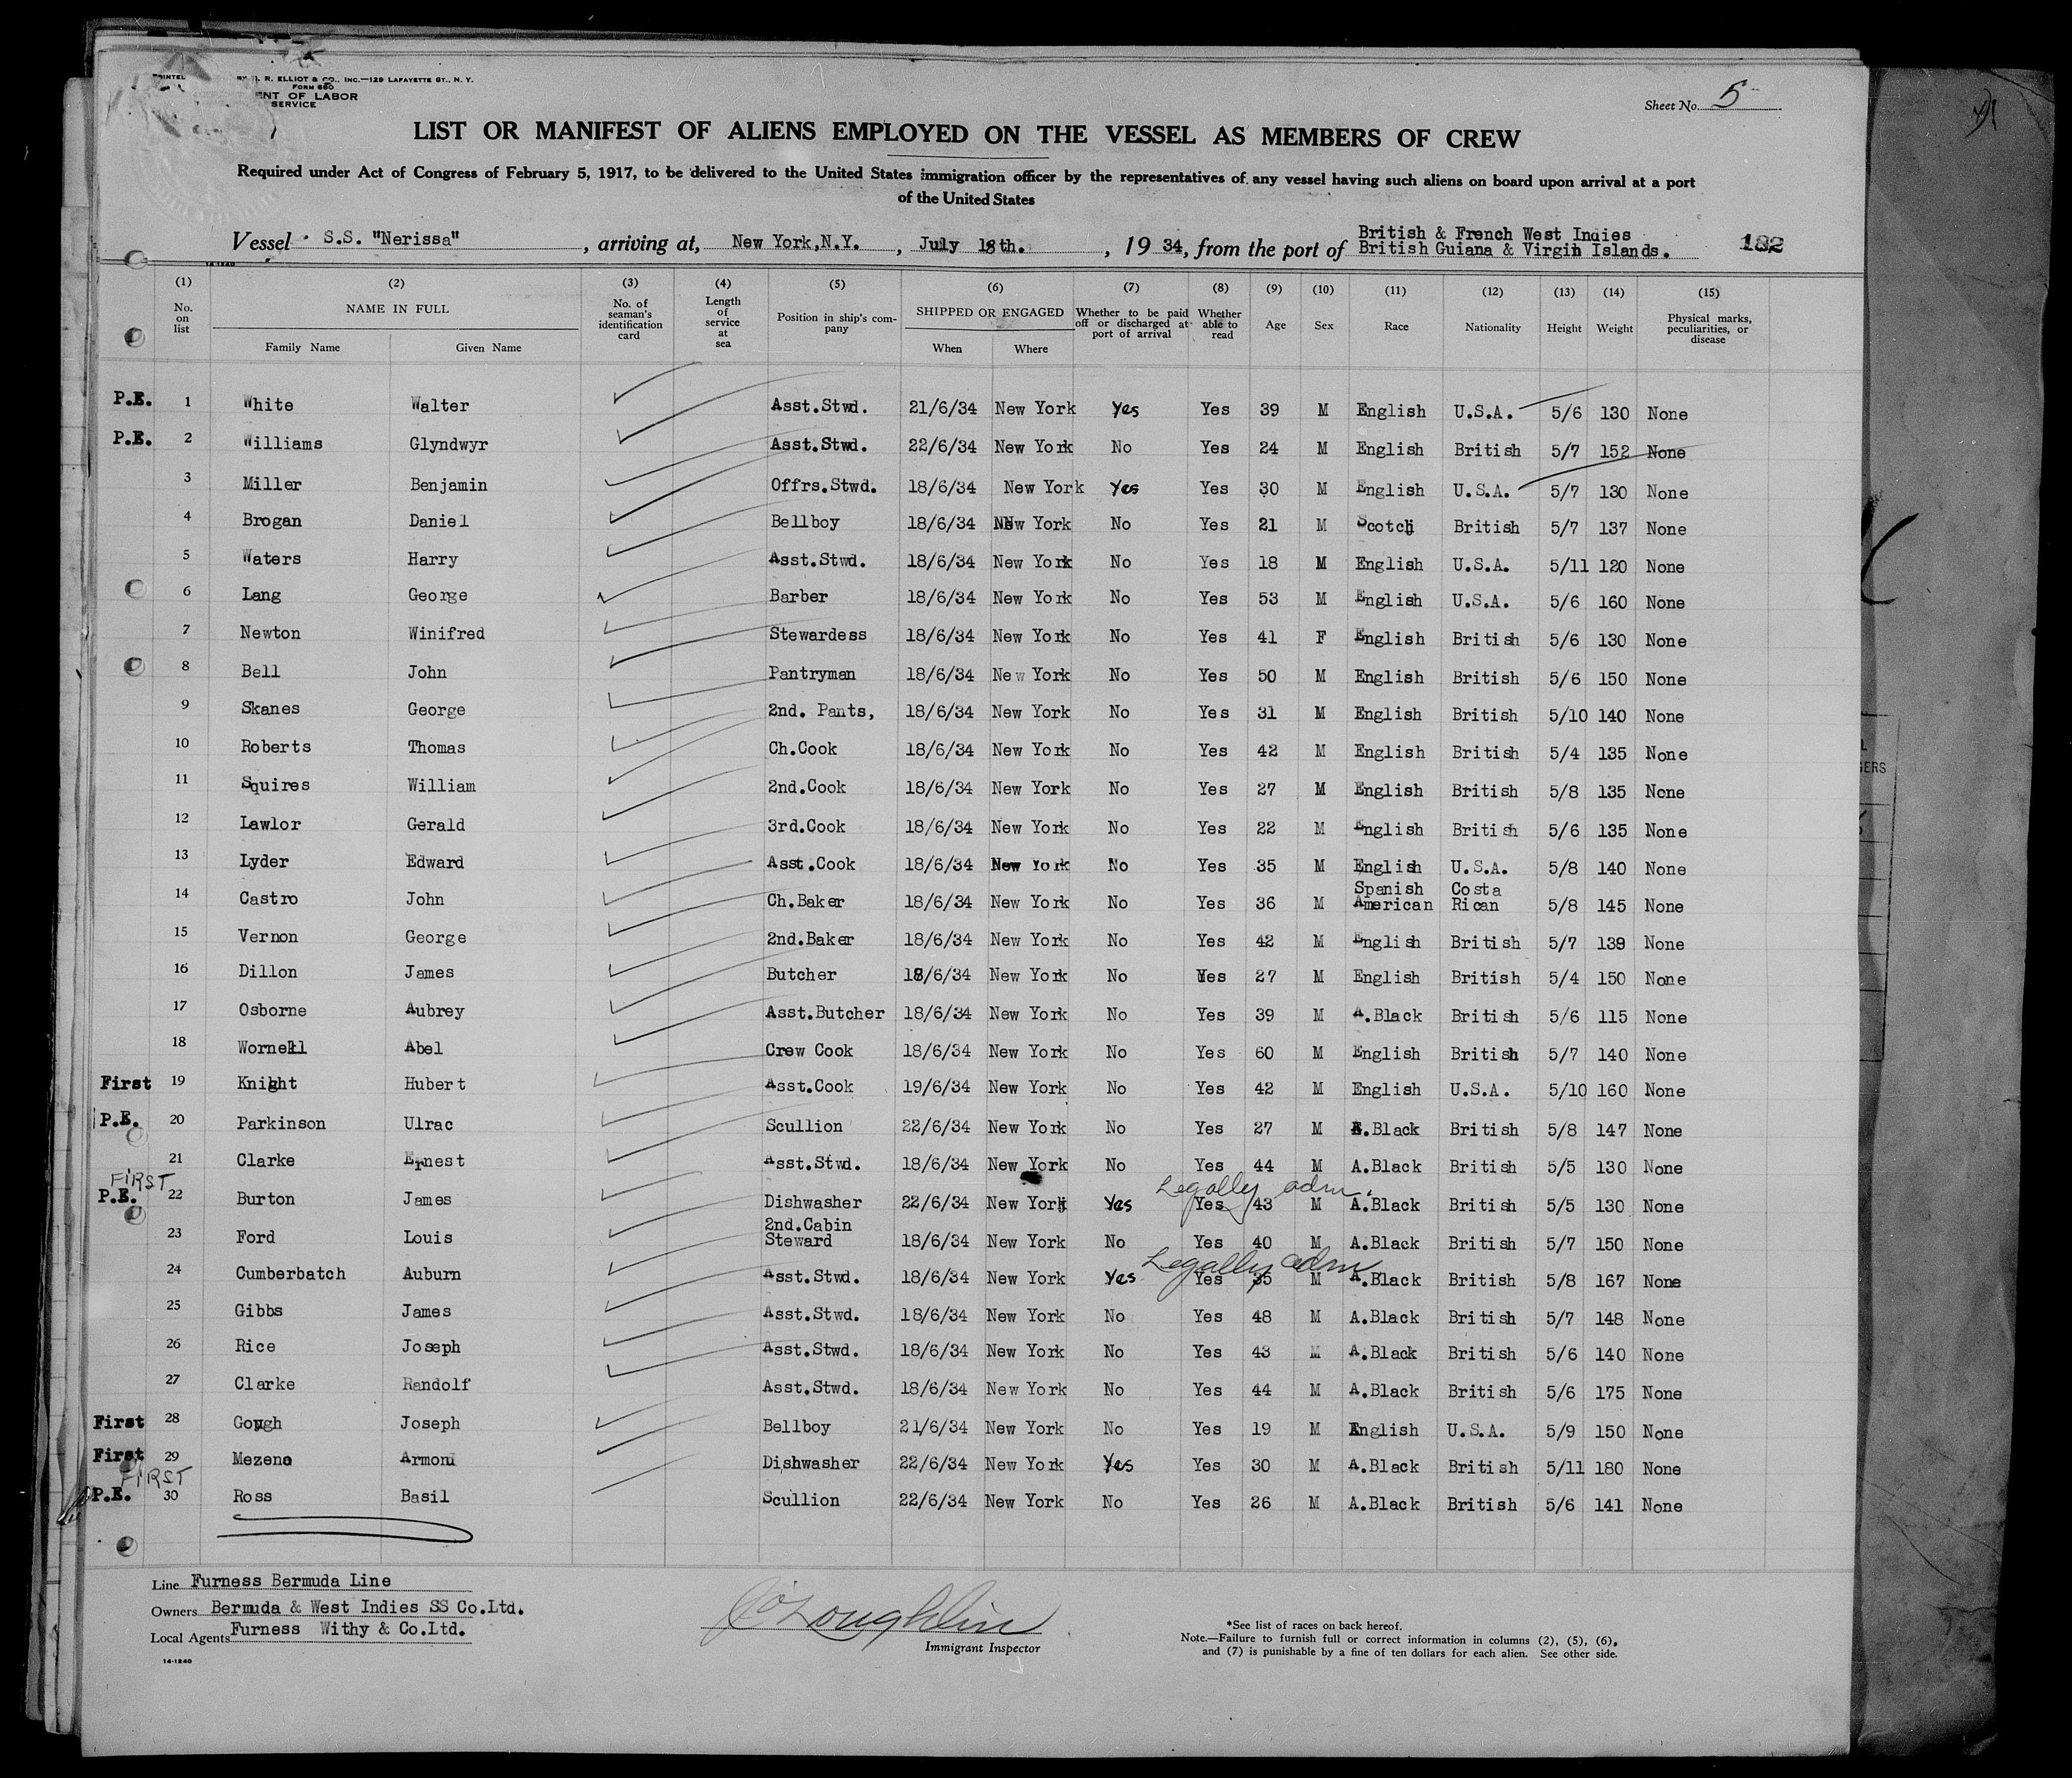 R. ELLIOT & CO., INC.—129 LAFAYETTE ST., N. Y.
FORM 680
ENT OF LABOR
SERVICE
Sheet No. 5
LIST OR MANIFEST OF ALIENS EMPLOYED ON THE VESSEL AS MEMBERS OF CREW
Required under Act of Congress of February 5, 1917, to be delivered to the United States immigration officer by the representatives of any vessel having such aliens on board upon arrival at a port
of the United States
Vessel S.S. "Nerissa", arriving at, New York,N.Y., July 18th., 1934, from the port of British & French West Indies
British Guiana & Virgin Islands. 182
14-1240
(1) (2) (3) (4) (5) (6) (7) (8) (9) (10) (11) (12) (13) (14) (15)
No. on list NAME IN FULL No. of seaman's identification card Length of service at sea Position in ship's company SHIPPED OR ENGAGED Whether to be paid off or discharged at port of arrival Whether able to read Age Sex Race Nationality Height Weight Physical marks, peculiarities, or disease
Family Name Given Name When Where
P.E. 1 White Walter Asst.Stwd. 21/6/34 New York Yes Yes 39 M English U.S.A. 5/6 130 None
P.E. 2 Williams Glyndwyr Asst.Stwd. 22/6/34 New York No Yes 24 M English British 5/7 152 None
3 Miller Benjamin Offrs.Stwd. 18/6/34 New York Yes Yes 30 M English U.S.A. 5/7 130 None
4 Brogan Daniel Bellboy 18/6/34 New York No Yes 21 M Scotch British 5/7 137 None
5 Waters Harry Asst.Stwd. 18/6/34 New York No Yes 18 M English U.S.A. 5/11 120 None
6 Lang George Barber 18/6/34 New York No Yes 53 M English U.S.A. 5/6 160 None
7 Newton Winifred Stewardess 18/6/34 New York No Yes 41 F English British 5/6 130 None
8 Bell John Pantryman 18/6/34 New York No Yes 50 M English British 5/6 150 None
9 Skanes George 2nd. Pants, 18/6/34 New York No Yes 31 M English British 5/10 140 None
10 Roberts Thomas Ch.Cook 18/6/34 New York No Yes 42 M English British 5/4 135 None
11 Squires William 2nd.Cook 18/6/34 New York No Yes 27 M English British 5/8 135 None
12 Lawlor Gerald 3rd.Cook 18/6/34 New York No Yes 22 M English British 5/6 135 None
13 Lyder Edward Asst.Cook 18/6/34 New York No Yes 35 M English U.S.A. 5/8 140 None
14 Castro John Ch.Baker 18/6/34 New York No Yes 36 M Spanish American Costa Rican 5/8 145 None
15 Vernon George 2nd.Baker 18/6/34 New York No Yes 42 M English British 5/7 139 None
16 Dillon James Butcher 18/6/34 New York No Yes 27 M English British 5/4 150 None
17 Osborne Aubrey Asst.Butcher 18/6/34 New York No Yes 39 M A.Black British 5/6 115 None
18 Wornell Abel Crew Cook 18/6/34 New York No Yes 60 M English British 5/7 140 None
First 19 Knight Hubert Asst.Cook 19/6/34 New York No Yes 42 M English U.S.A. 5/10 160 None
P.E. 20 Parkinson Ulrac Scullion 22/6/34 New York No Yes 27 M A.Black British 5/8 147 None
21 Clarke Ernest Asst.Stwd. 18/6/34 New York No Yes 44 M A.Black British 5/5 130 None
FIRST Legally adm.
P.E. 22 Burton James Dishwasher 22/6/34 New York Yes Yes 43 M A.Black British 5/5 130 None
23 Ford Louis 2nd.Cabin Steward 18/6/34 New York No Yes 40 M A.Black British 5/7 150 None
Legally adm
24 Cumberbatch Auburn Asst.Stwd. 18/6/34 New York Yes Yes 35 M A.Black British 5/8 167 None
25 Gibbs James Asst.Stwd. 18/6/34 New York No Yes 48 M A.Black British 5/7 148 None
26 Rice Joseph Asst.Stwd. 18/6/34 New York No Yes 43 M A.Black British 5/6 140 None
27 Clarke Randolf Asst.Stwd. 18/6/34 New York No Yes 44 M A.Black British 5/6 175 None
First 28 Gough Joseph Bellboy 21/6/34 New York No Yes 19 M English U.S.A. 5/9 150 None
First 29 Mezene Armond Dishwasher 22/6/34 New York Yes Yes 30 M A.Black British 5/11 180 None
FIRST
P.E. 30 Ross Basil Scullion 22/6/34 New York No Yes 26 M A.Black British 5/6 141 None
Line Furness Bermuda Line
Owners Bermuda & West Indies SS Co.Ltd.
Local Agents Furness Withy & Co.Ltd.
14-1240
O'Loughlin
Immigrant Inspector
*See list of races on back hereof.
Note.—Failure to furnish full or correct information in columns (2), (5), (6),
and (7) is punishable by a fine of ten dollars for each alien. See other side.